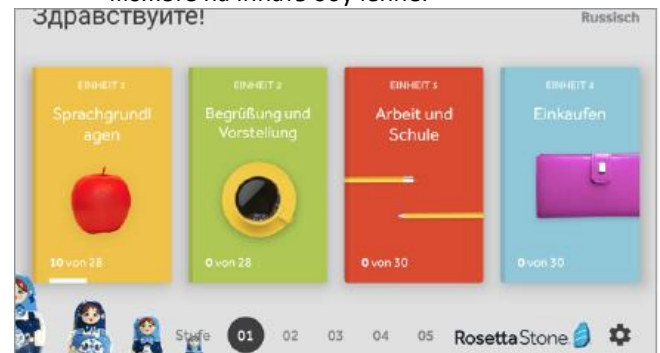 Здравствуйте!
Russisch
EINHEIT 1
Sprachgrundl
agen
10 von 28
EINHEIT 2
Begrüßung und
Vorstellung
0 von 28
EINHEIT 3
Arbeit und
Schule
0 von 30
EINHEIT 4
Einkaufen
0 von 30
Stufe 01 02 03 04 05 RosettaStone